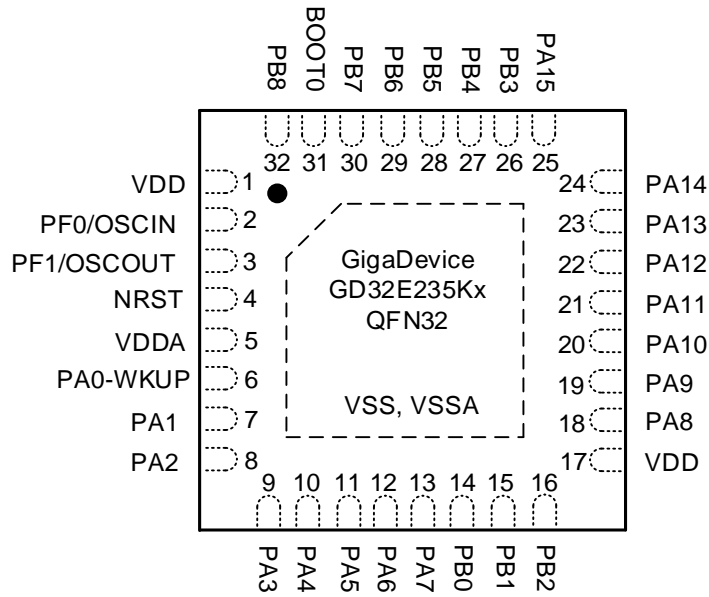 PB8
BOOT0
PB7
PB6
PB5
PB4
PB3
PA15
32
31
30
29
28
27
26
25
VDD 1
PF0/OSCIN 2
PF1/OSCOUT 3
NRST 4
VDDA 5
PA0-WKUP 6
PA1 7
PA2 8
GigaDevice
GD32E235Kx
QFN32
VSS, VSSA
24 PA14
23 PA13
22 PA12
21 PA11
20 PA10
19 PA9
18 PA8
17 VDD
9
10
11
12
13
14
15
16
PA3
PA4
PA5
PA6
PA7
PB0
PB1
PB2